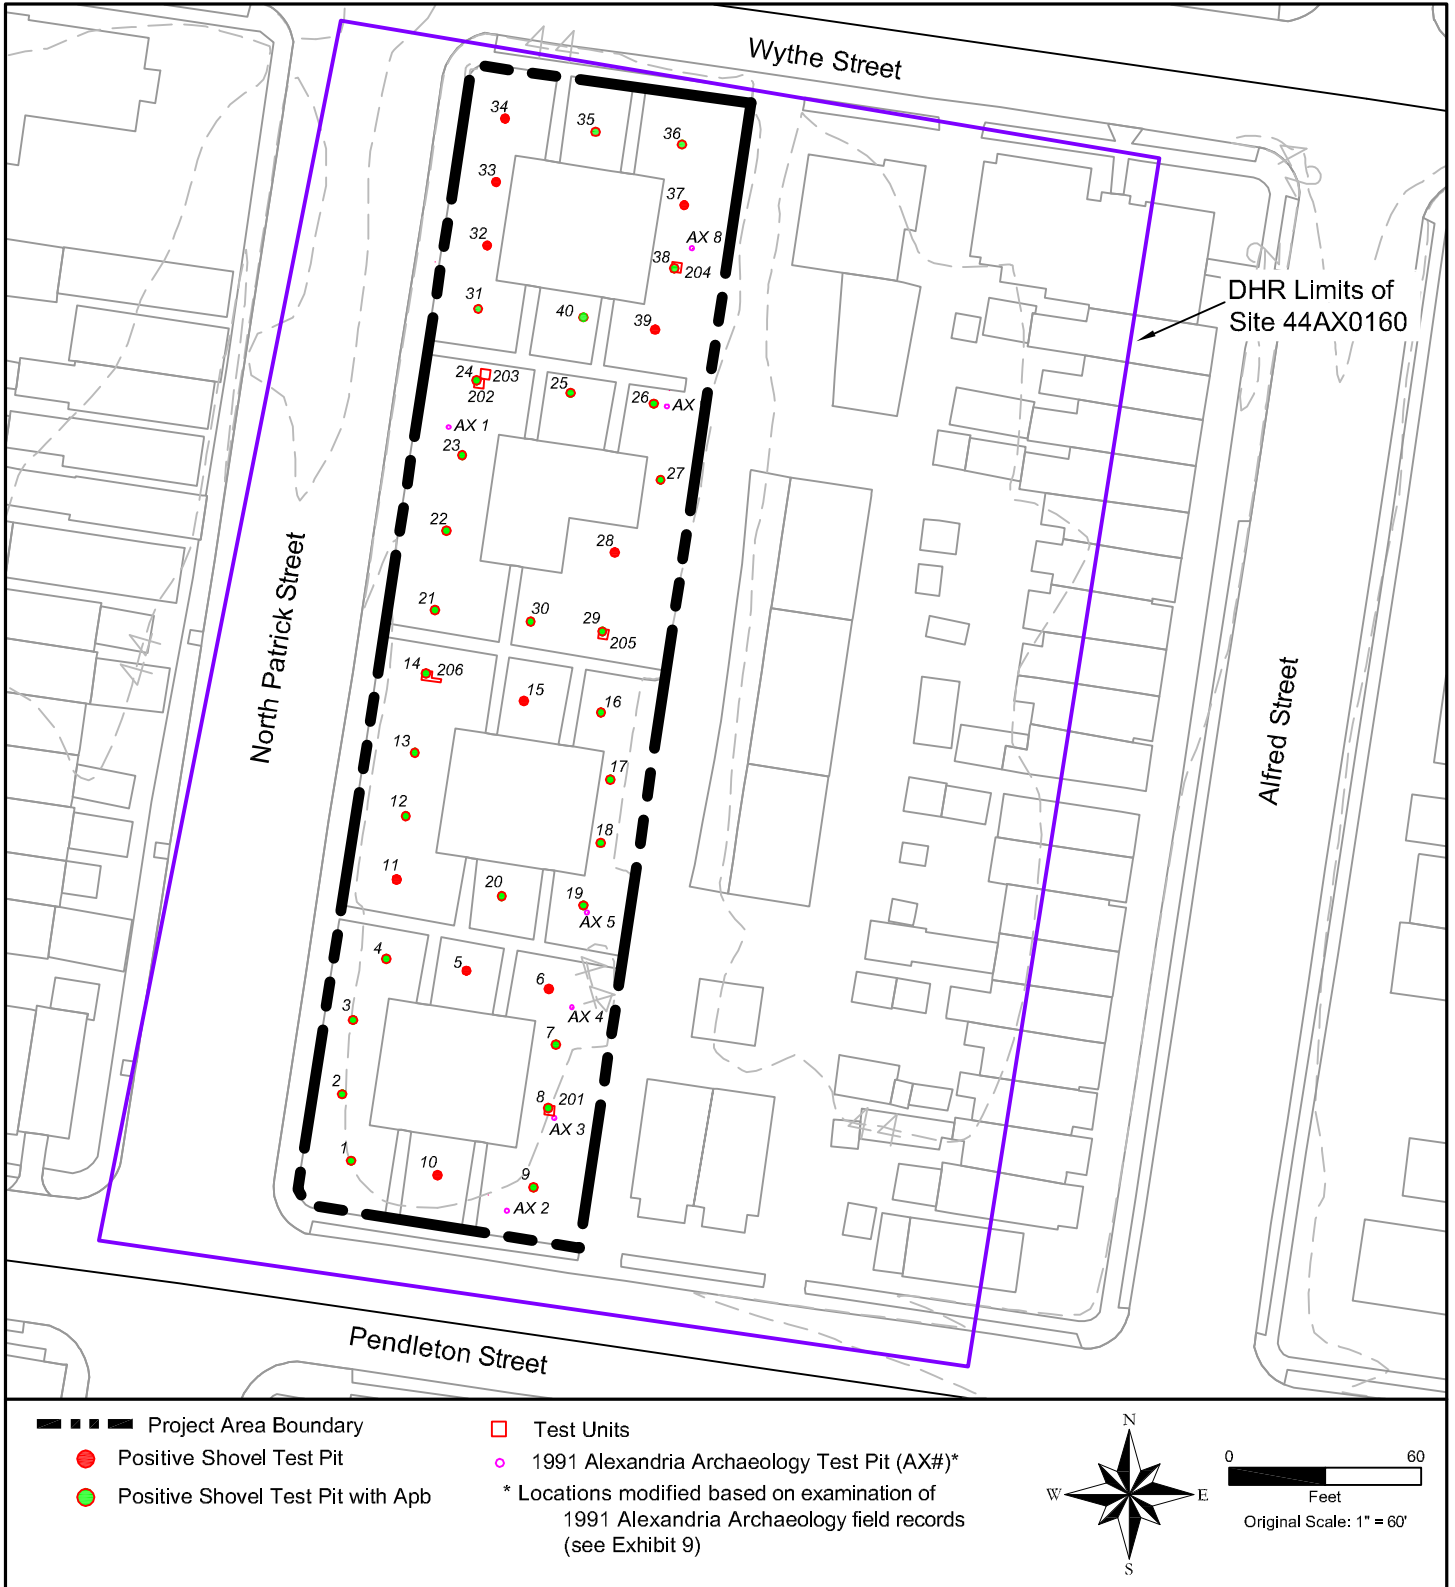 44
Wythe Street
34
35
36
33
37
32
AX 8
38
204
42
DHR Limits of
Site 44AX0160
31
40
39
24
203
202
25
26
AX
AX 1
23
27
22
28
21
30
29
205
North Patrick Street
44
14
206
15
16
13
17
12
18
11
20
19
AX 5
Alfred Street
4
5
6
44
AX 4
3
7
2
8
201
AX 3
44
1
10
9
AX 2
Pendleton Street
Project Area Boundary
Positive Shovel Test Pit
Positive Shovel Test Pit with Apb
Test Units
1991 Alexandria Archaeology Test Pit (AX#)*
* Locations modified based on examination of
1991 Alexandria Archaeology field records
(see Exhibit 9)
N
W
E
S
0
60
Feet
Original Scale: 1" = 60'